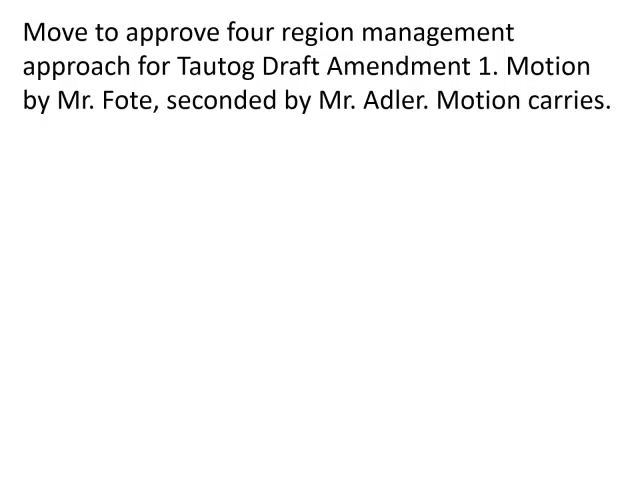 Move to approve four region management
approach for Tautog Draft Amendment 1. Motion
by Mr. Fote, seconded by Mr. Adler. Motion carries.